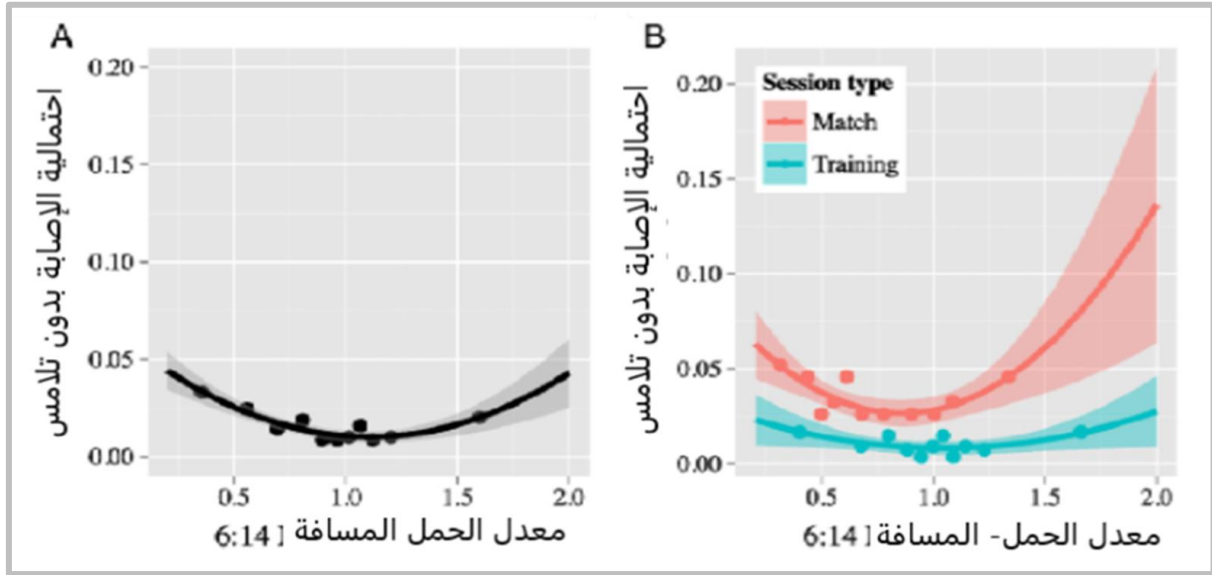 A
احتمالية الإصابة بدون تلامس
0.20
0.15
0.10
0.05
0.00
0.5 1.0 1.5 2.0
معدل الحمل المسافة 6:14
B
احتمالية الإصابة بدون تلامس
0.20
0.15
0.10
0.05
0.00
Session type
Match
Training
0.5 1.0 1.5 2.0
معدل الحمل- المسافة 6:14